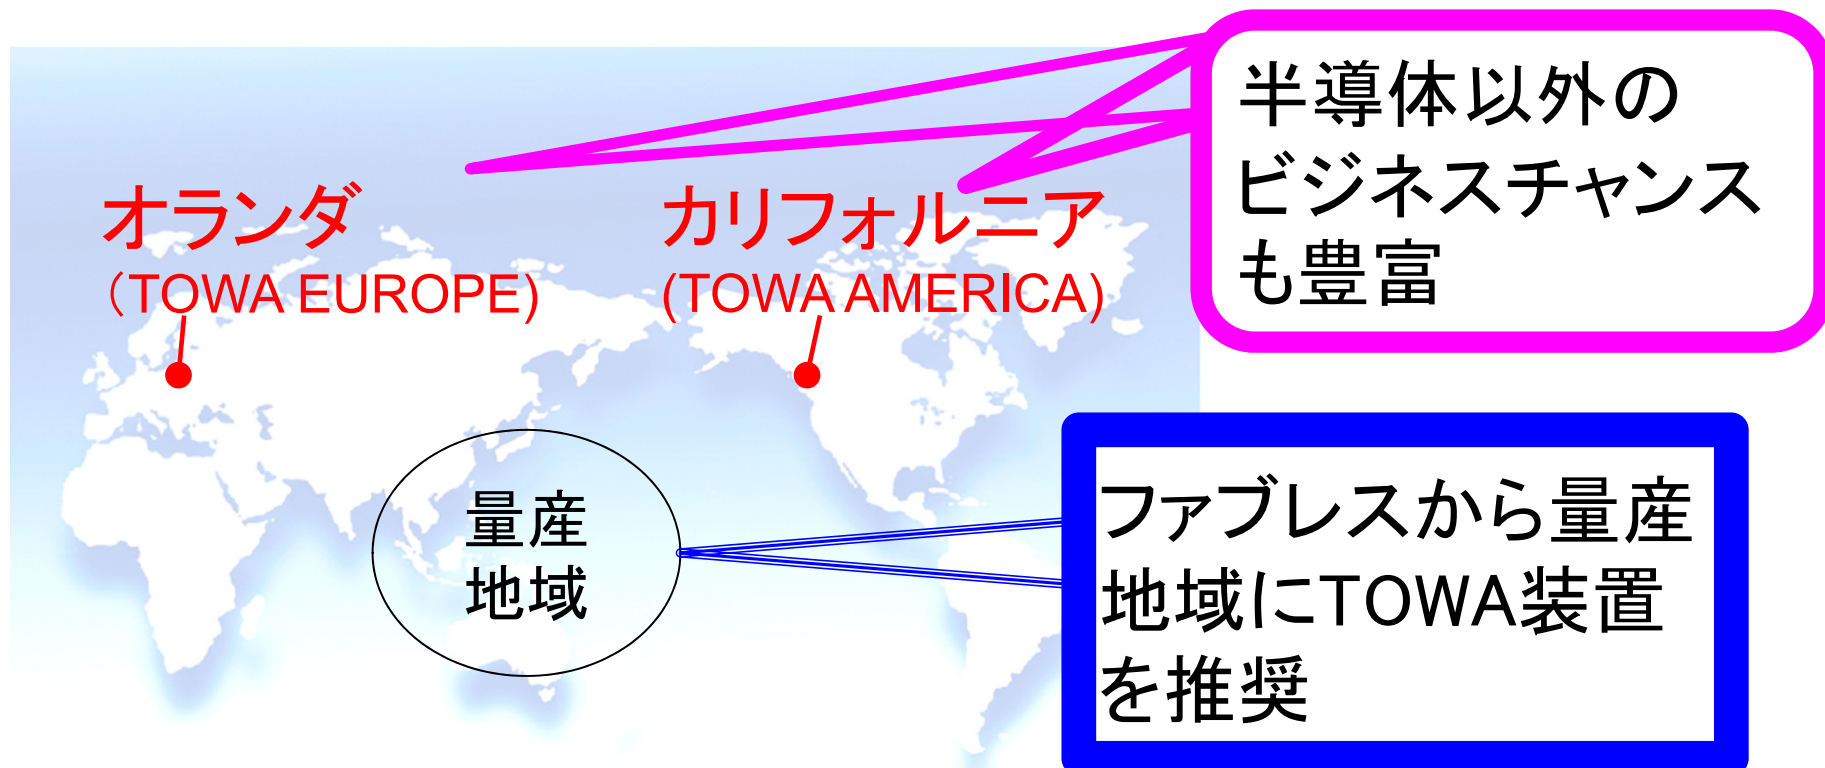 半導体以外の
ビジネスチャンス
も豊富
オランダ
（TOWA EUROPE)
カリフォルニア
(TOWA AMERICA)
量産
地域
ファブレスから量産
地域にTOWA装置
を推奨